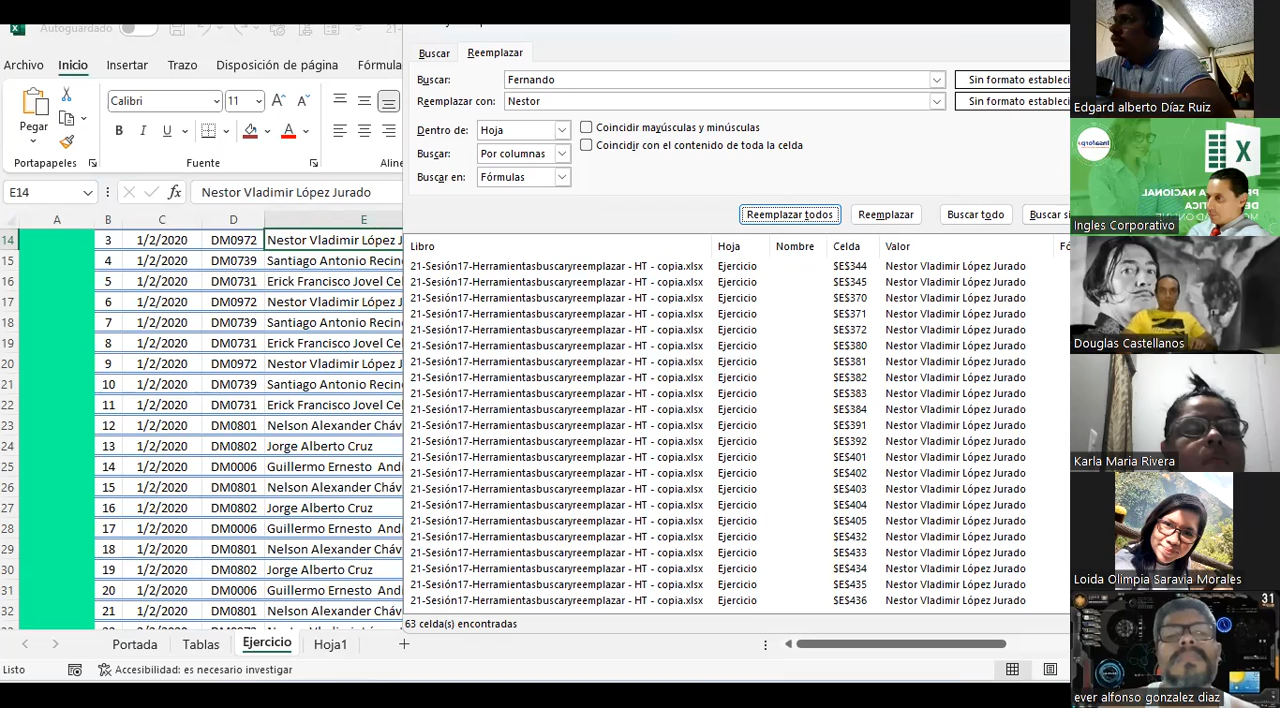 Autoguardado
21-
Archivo Inicio Insertar Trazo Disposición de página Fórmula
Pegar
Calibri 11
Portapapeles Fuente Aline
E14 Nestor Vladimir López Jurado
A B C D E
14 3 1/2/2020 DM0972 Nestor Vladimir López J
15 4 1/2/2020 DM0739 Santiago Antonio Recino
16 5 1/2/2020 DM0731 Erick Francisco Jovel Ce
17 6 1/2/2020 DM0972 Nestor Vladimir López J
18 7 1/2/2020 DM0739 Santiago Antonio Recino
19 8 1/2/2020 DM0731 Erick Francisco Jovel Ce
20 9 1/2/2020 DM0972 Nestor Vladimir López J
21 10 1/2/2020 DM0739 Santiago Antonio Recino
22 11 1/2/2020 DM0731 Erick Francisco Jovel Ce
23 12 1/2/2020 DM0801 Nelson Alexander Cháv
24 13 1/2/2020 DM0802 Jorge Alberto Cruz
25 14 1/2/2020 DM0006 Guillermo Ernesto Andr
26 15 1/2/2020 DM0801 Nelson Alexander Cháv
27 16 1/2/2020 DM0802 Jorge Alberto Cruz
28 17 1/2/2020 DM0006 Guillermo Ernesto Andr
29 18 1/2/2020 DM0801 Nelson Alexander Cháv
30 19 1/2/2020 DM0802 Jorge Alberto Cruz
31 20 1/2/2020 DM0006 Guillermo Ernesto Andr
32 21 1/2/2020 DM0801 Nelson Alexander Cháv
Portada Tablas Ejercicio Hoja1
Listo Accesibilidad: es necesario investigar
Buscar Reemplazar
Buscar: Fernando Sin formato estableci
Reemplazar con: Nestor Sin formato estableci
Dentro de: Hoja Coincidir mayúsculas y minúsculas
Coincidir con el contenido de toda la celda
Buscar: Por columnas
Buscar en: Fórmulas
Reemplazar todos Reemplazar Buscar todo Buscar si
Libro Hoja Nombre Celda Valor Fó
21-Sesión17-Herramientasbuscaryreemplazar - HT - copia.xlsx Ejercicio $E$344 Nestor Vladimir López Jurado
21-Sesión17-Herramientasbuscaryreemplazar - HT - copia.xlsx Ejercicio $E$345 Nestor Vladimir López Jurado
21-Sesión17-Herramientasbuscaryreemplazar - HT - copia.xlsx Ejercicio $E$370 Nestor Vladimir López Jurado
21-Sesión17-Herramientasbuscaryreemplazar - HT - copia.xlsx Ejercicio $E$371 Nestor Vladimir López Jurado
21-Sesión17-Herramientasbuscaryreemplazar - HT - copia.xlsx Ejercicio $E$372 Nestor Vladimir López Jurado
21-Sesión17-Herramientasbuscaryreemplazar - HT - copia.xlsx Ejercicio $E$380 Nestor Vladimir López Jurado
21-Sesión17-Herramientasbuscaryreemplazar - HT - copia.xlsx Ejercicio $E$381 Nestor Vladimir López Jurado
21-Sesión17-Herramientasbuscaryreemplazar - HT - copia.xlsx Ejercicio $E$382 Nestor Vladimir López Jurado
21-Sesión17-Herramientasbuscaryreemplazar - HT - copia.xlsx Ejercicio $E$383 Nestor Vladimir López Jurado
21-Sesión17-Herramientasbuscaryreemplazar - HT - copia.xlsx Ejercicio $E$384 Nestor Vladimir López Jurado
21-Sesión17-Herramientasbuscaryreemplazar - HT - copia.xlsx Ejercicio $E$391 Nestor Vladimir López Jurado
21-Sesión17-Herramientasbuscaryreemplazar - HT - copia.xlsx Ejercicio $E$392 Nestor Vladimir López Jurado
21-Sesión17-Herramientasbuscaryreemplazar - HT - copia.xlsx Ejercicio $E$401 Nestor Vladimir López Jurado
21-Sesión17-Herramientasbuscaryreemplazar - HT - copia.xlsx Ejercicio $E$402 Nestor Vladimir López Jurado
21-Sesión17-Herramientasbuscaryreemplazar - HT - copia.xlsx Ejercicio $E$403 Nestor Vladimir López Jurado
21-Sesión17-Herramientasbuscaryreemplazar - HT - copia.xlsx Ejercicio $E$404 Nestor Vladimir López Jurado
21-Sesión17-Herramientasbuscaryreemplazar - HT - copia.xlsx Ejercicio $E$405 Nestor Vladimir López Jurado
21-Sesión17-Herramientasbuscaryreemplazar - HT - copia.xlsx Ejercicio $E$432 Nestor Vladimir López Jurado
21-Sesión17-Herramientasbuscaryreemplazar - HT - copia.xlsx Ejercicio $E$433 Nestor Vladimir López Jurado
21-Sesión17-Herramientasbuscaryreemplazar - HT - copia.xlsx Ejercicio $E$434 Nestor Vladimir López Jurado
21-Sesión17-Herramientasbuscaryreemplazar - HT - copia.xlsx Ejercicio $E$435 Nestor Vladimir López Jurado
21-Sesión17-Herramientasbuscaryreemplazar - HT - copia.xlsx Ejercicio $E$436 Nestor Vladimir López Jurado
63 celda(s) encontradas
Edgard alberto Díaz Ruiz
Ingles Corporativo
Douglas Castellanos
Karla Maria Rivera
Loida Olimpia Saravia Morales
31
ever alfonso gonzalez diaz